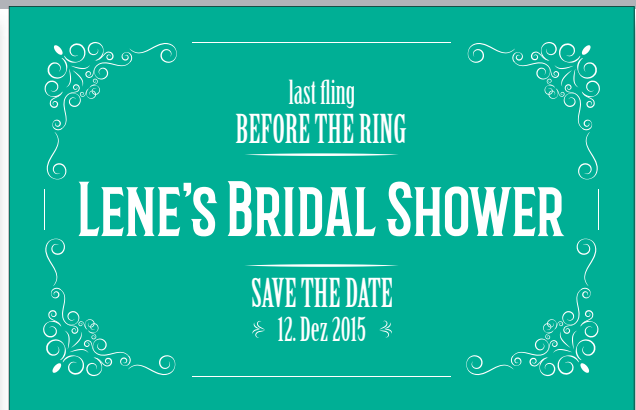 last fling
BEFORE THE RING
LENE'S BRIDAL SHOWER
SAVE THE DATE
12. Dez 2015